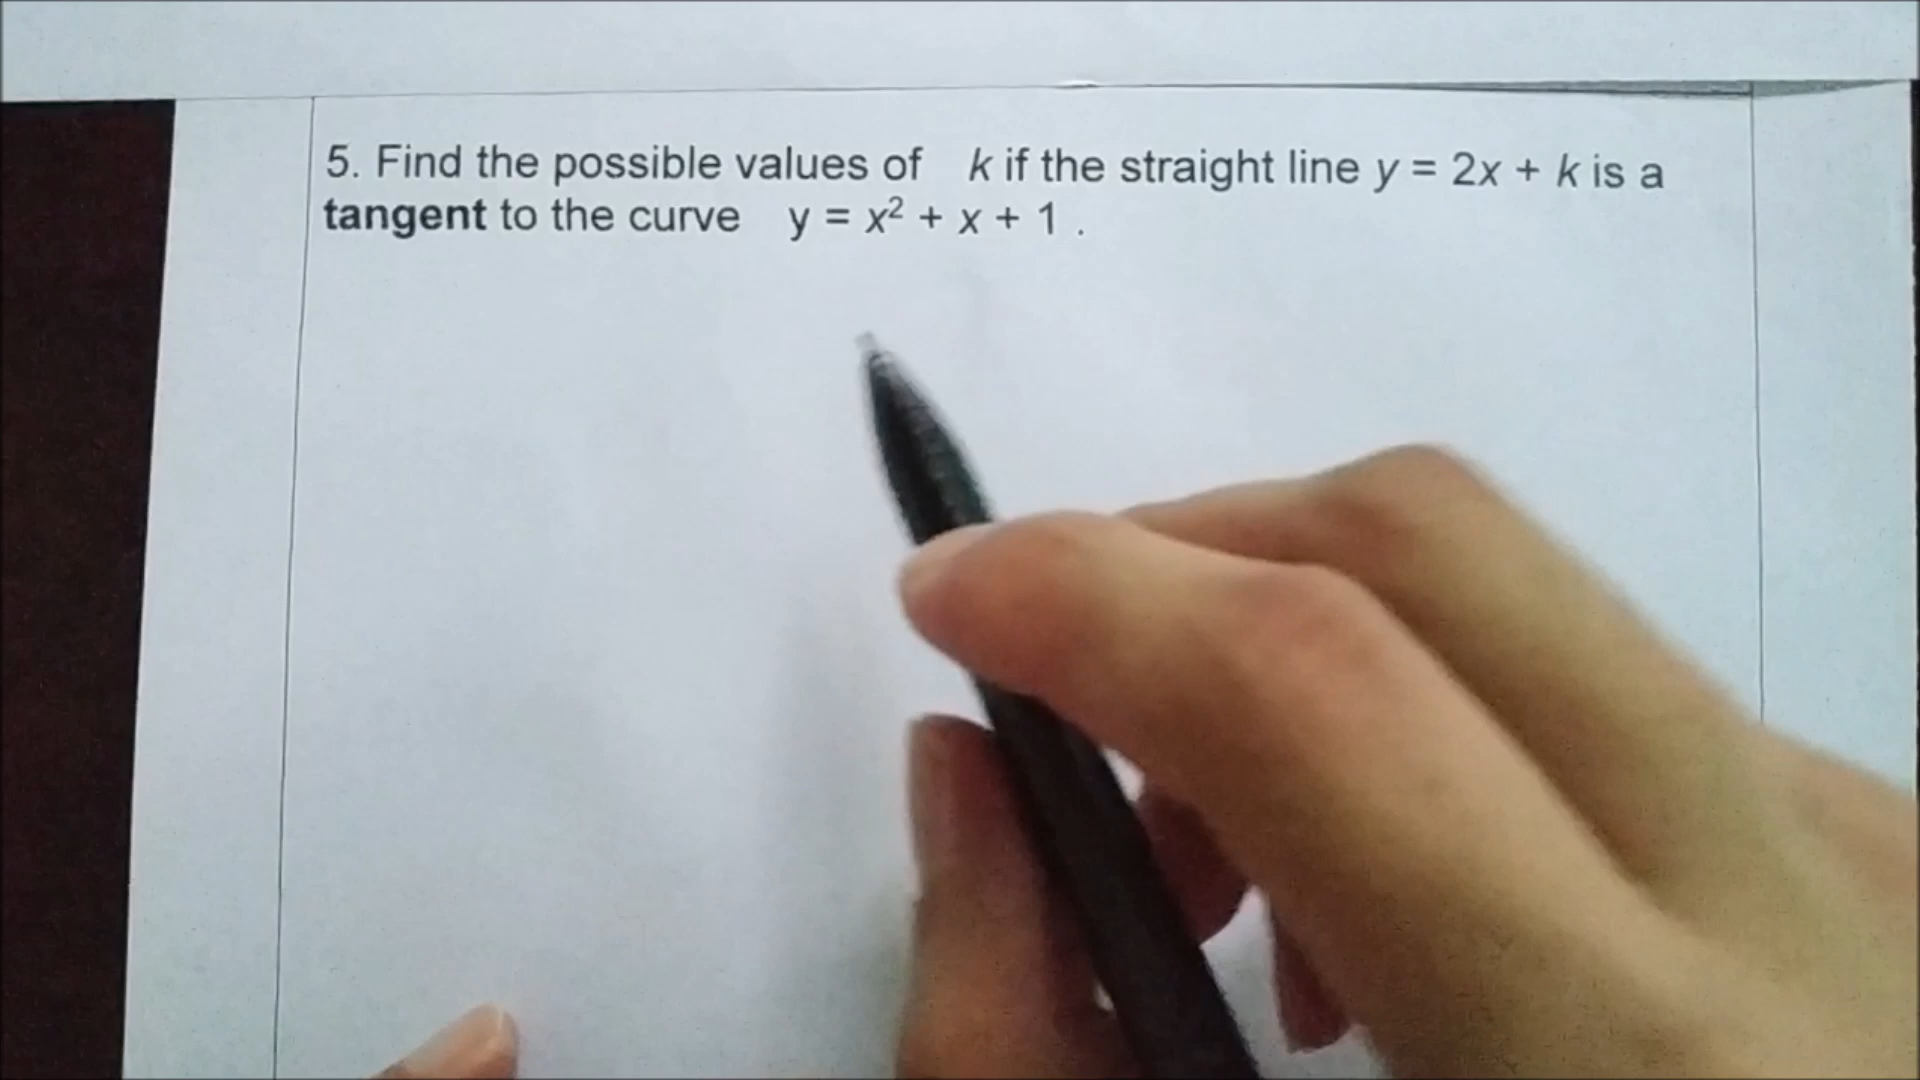 5. Find the possible values of k if the straight line y = 2x + k is a
tangent to the curve y = x² + x + 1 .